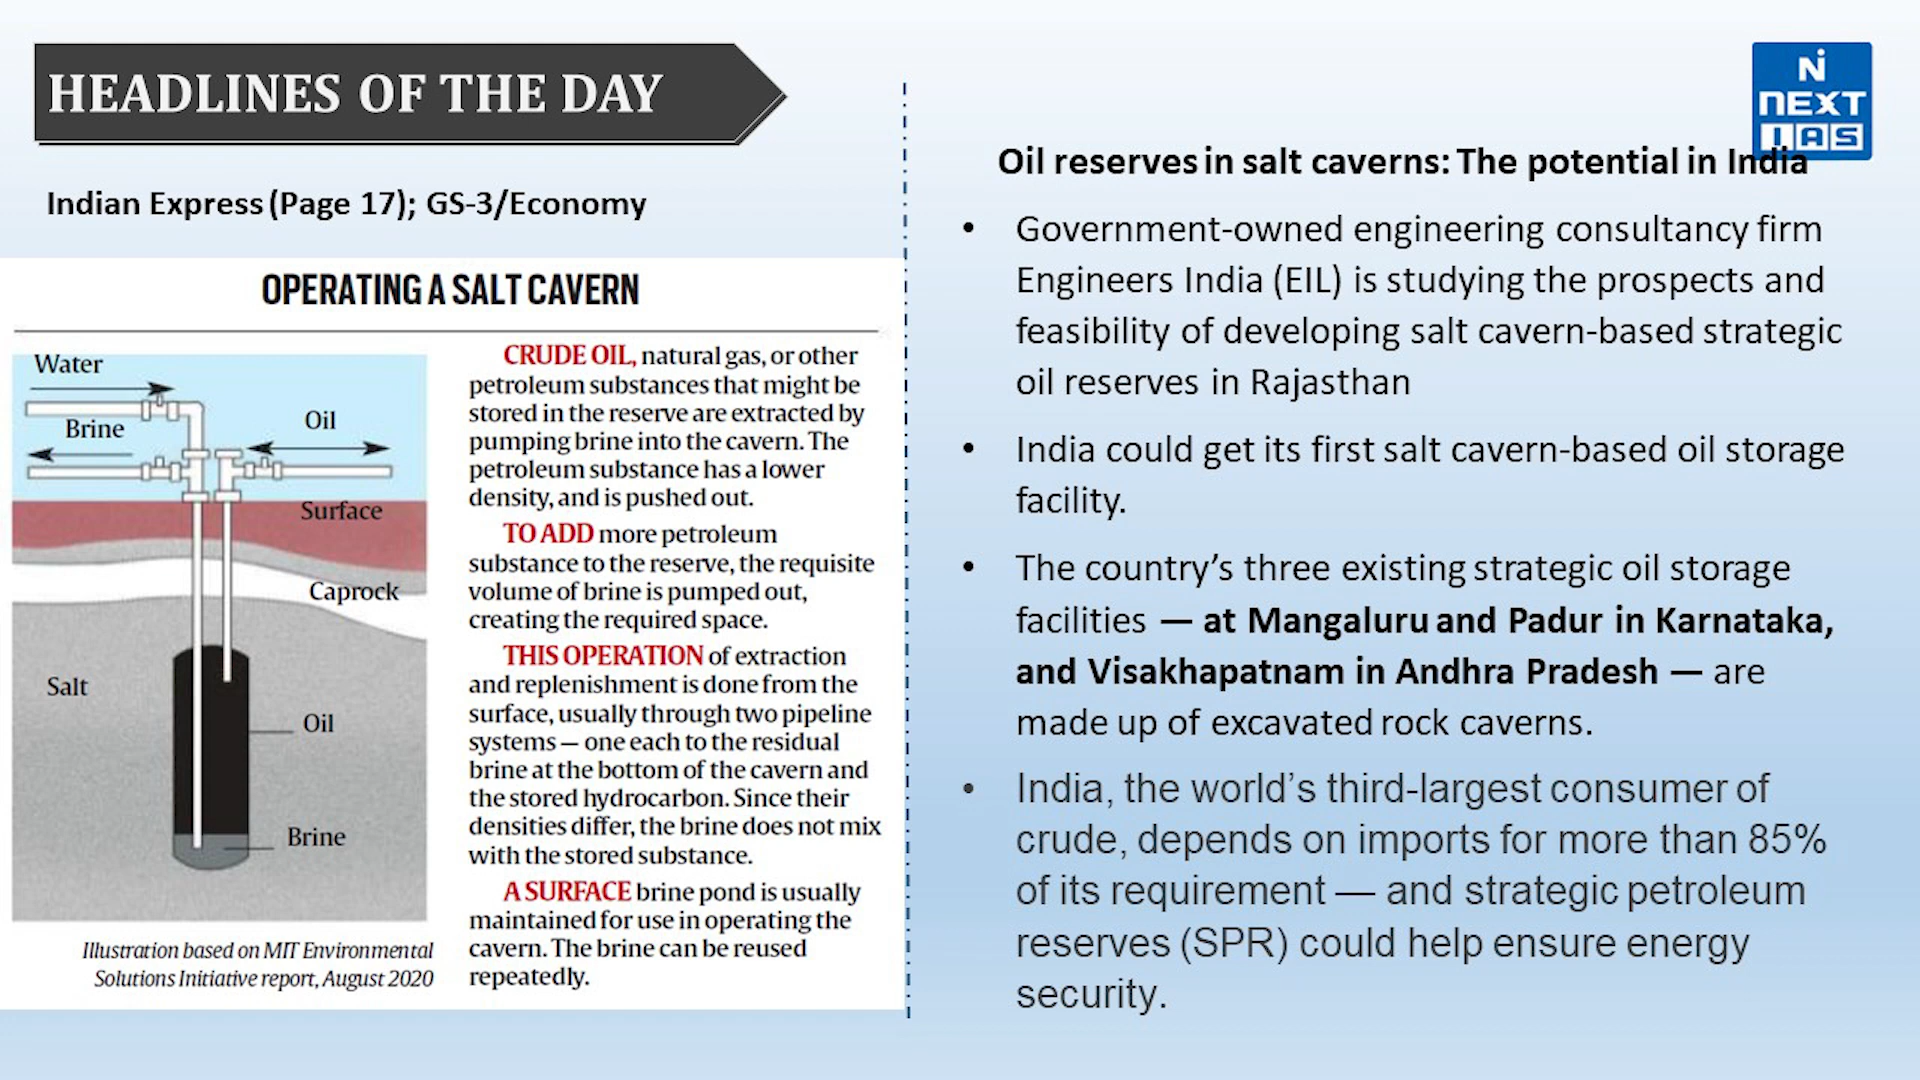 HEADLINES OF THE DAY
Indian Express (Page 17); GS-3/Economy
OPERATING A SALT CAVERN
Water
Brine
Oil
Surface
Caprock
Salt
Oil
Brine
Illustration based on MIT Environmental
Solutions Initiative report, August 2020
CRUDE OIL, natural gas, or other
petroleum substances that might be
stored in the reserve are extracted by
pumping brine into the cavern. The
petroleum substance has a lower
density, and is pushed out.
TO ADD more petroleum
substance to the reserve, the requisite
volume of brine is pumped out,
creating the required space.
THIS OPERATION of extraction
and replenishment is done from the
surface, usually through two pipeline
systems — one each to the residual
brine at the bottom of the cavern and
the stored hydrocarbon. Since their
densities differ, the brine does not mix
with the stored substance.
A SURFACE brine pond is usually
maintained for use in operating the
cavern. The brine can be reused
repeatedly.
N
NEXT
IAS
Oil reserves in salt caverns: The potential in India
• Government-owned engineering consultancy firm
Engineers India (EIL) is studying the prospects and
feasibility of developing salt cavern-based strategic
oil reserves in Rajasthan
• India could get its first salt cavern-based oil storage
facility.
• The country’s three existing strategic oil storage
facilities — at Mangaluru and Padur in Karnataka,
and Visakhapatnam in Andhra Pradesh — are
made up of excavated rock caverns.
• India, the world’s third-largest consumer of
crude, depends on imports for more than 85%
of its requirement — and strategic petroleum
reserves (SPR) could help ensure energy
security.